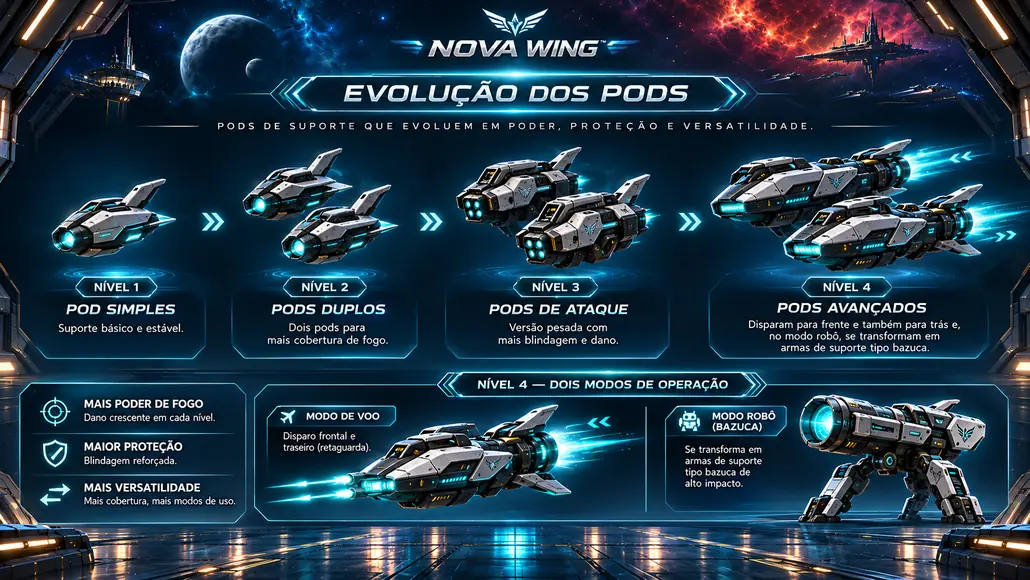 NOVA WING™
EVOLUÇÃO DOS PODS
PODS DE SUPORTE QUE EVOLUEM EM PODER, PROTEÇÃO E VERSATILIDADE.
NÍVEL 1
POD SIMPLES
Suporte básico e estável.
NÍVEL 2
PODS DUPLOS
Dois pods para
mais cobertura de fogo.
NÍVEL 3
PODS DE ATAQUE
Versão pesada com
mais blindagem e dano.
NÍVEL 4
PODS AVANÇADOS
Disparam para frente e também para trás e,
no modo robô, se transformam em
armas de suporte tipo bazuca.
MAIS PODER DE FOGO
Dano crescente em cada nível.
MAIOR PROTEÇÃO
Blindagem reforçada.
MAIS VERSATILIDADE
Mais cobertura, mais modos de uso.
NÍVEL 4 — DOIS MODOS DE OPERAÇÃO
MODO DE VOO
Disparo frontal e
traseiro (retaguarda).
MODO ROBÔ
(BAZUCA)
Se transforma em
armas de suporte
tipo bazuca de
alto impacto.